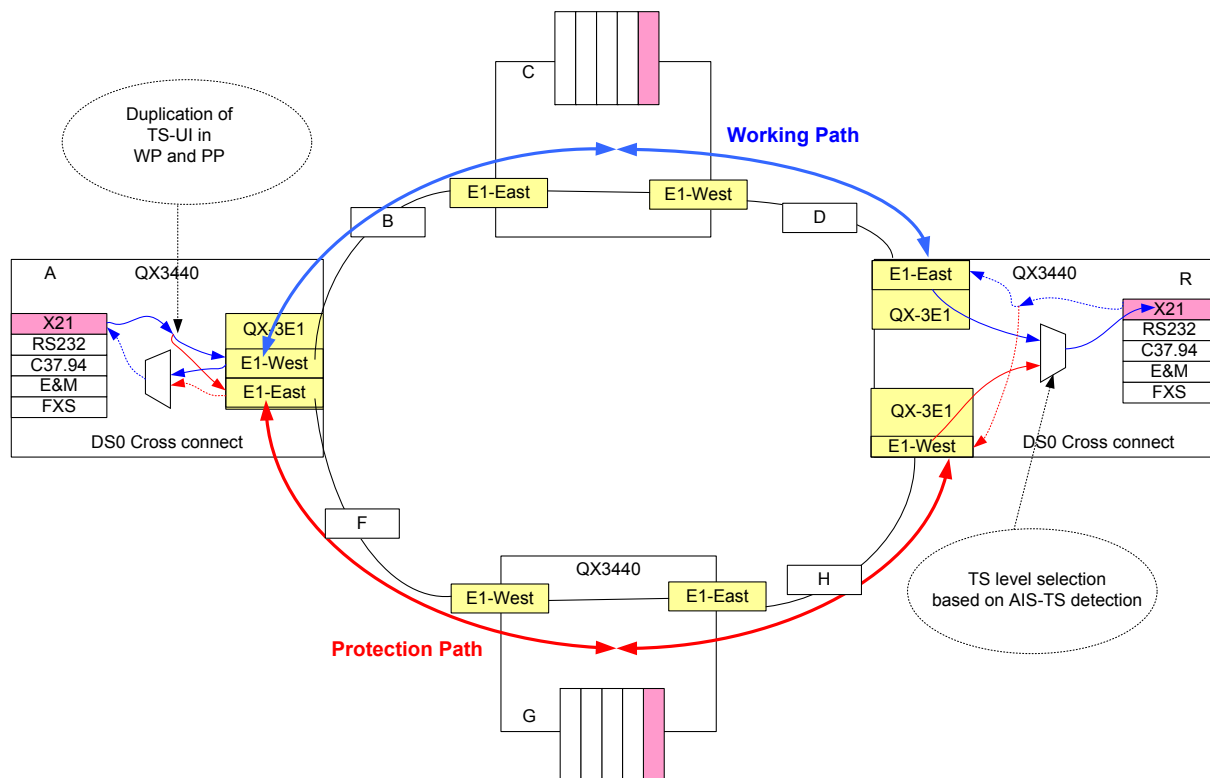 C
Duplication of
TS-UI in
WP and PP
Working Path
E1-East
E1-West
B
D
A
QX3440
E1-East
QX3440
R
QX-3E1
X21
RS232
C37.94
E&M
FXS
QX-3E1
E1-West
E1-East
X21
RS232
C37.94
E&M
FXS
DS0 Cross connect
QX-3E1
E1-West
DS0 Cross connect
F
QX3440
H
E1-West
E1-East
TS level selection
based on AIS-TS detection
Protection Path
G